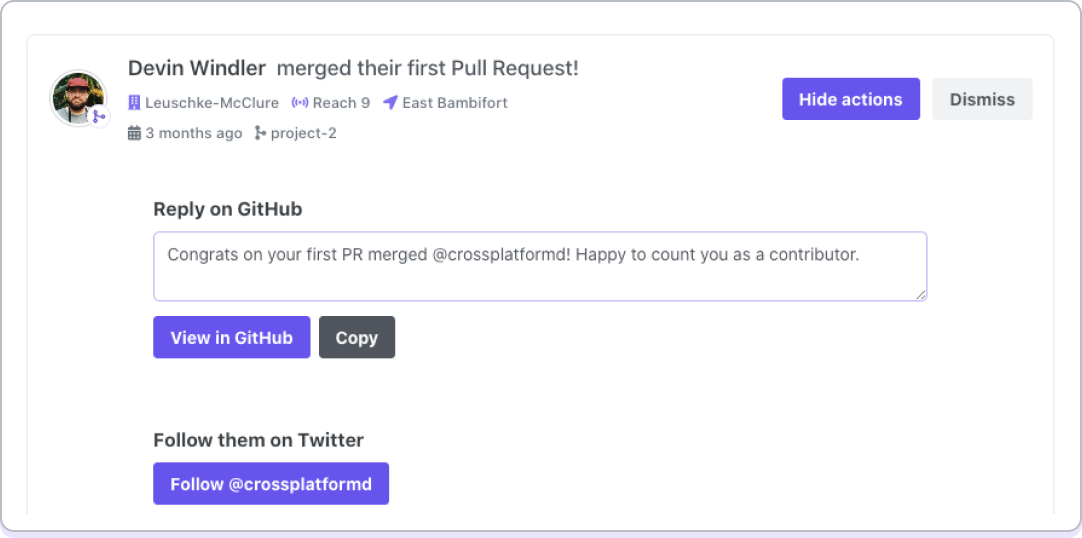 Devin Windler merged their first Pull Request!
Leuschke-McClure Reach 9 East Bambifort
3 months ago project-2
Hide actions
Dismiss
Reply on GitHub
Congrats on your first PR merged @crossplatformd! Happy to count you as a contributor.
View in GitHub
Copy
Follow them on Twitter
Follow @crossplatformd